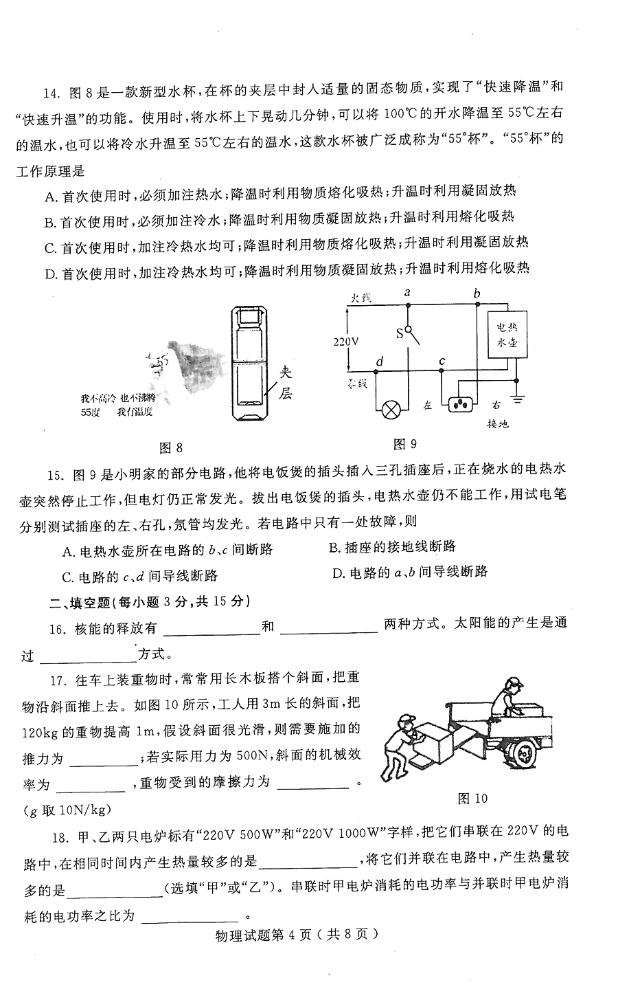 14. 图 8 是一款新型水杯,在杯的夹层中封入适量的固态物质,实现了“快速降温”和
“快速升温”的功能。使用时,将水杯上下晃动几分钟,可以将 100℃的开水降温至 55℃左右
的温水,也可以将冷水升温至 55℃左右的温水,这款水杯被广泛成称为“55°杯”。“55°杯”的
工作原理是
A. 首次使用时,必须加注热水;降温时利用物质熔化吸热;升温时利用凝固放热
B. 首次使用时,必须加注冷水;降温时利用物质凝固放热;升温时利用熔化吸热
C. 首次使用时,加注冷热水均可;降温时利用物质熔化吸热;升温时利用凝固放热
D. 首次使用时,加注冷热水均可;降温时利用物质凝固放热;升温时利用熔化吸热
我不高冷 也不沸腾
55度 我有温度
夹
层
图 8
火线
a
b
220V
S
电热
水壶
d
c
零线
左
右
接地
图 9
15. 图 9 是小明家的部分电路,他将电饭煲的插头插入三孔插座后,正在烧水的电热水
壶突然停止工作,但电灯仍正常发光。拔出电饭煲的插头,电热水壶仍不能工作,用试电笔
分别测试插座的左、右孔,氖管均发光。若电路中只有一处故障,则
A. 电热水壶所在电路的 b、c 间断路 B. 插座的接地线断路
C. 电路的 c、d 间导线断路 D. 电路的 a、b 间导线断路
二、填空题(每小题 3 分,共 15 分)
16. 核能的释放有 ____________ 和 ____________ 两种方式。太阳能的产生是通
过 ____________ 方式。
17. 往车上装重物时,常常用长木板搭个斜面,把重
物沿斜面推上去。如图 10 所示,工人用 3m 长的斜面,把
120kg 的重物提高 1m,假设斜面很光滑,则需要施加的
推力为 ________ ;若实际用力为 500N,斜面的机械效
率为 ________ ,重物受到的摩擦力为 ________ 。
(g 取 10N/kg)
图 10
18. 甲、乙两只电炉标有“220V 500W”和“220V 1000W”字样,把它们串联在 220V 的电
路中,在相同时间内产生热量较多的是____________,将它们并联在电路中,产生热量较
多的是____________(选填“甲”或“乙”)。串联时甲电炉消耗的电功率与并联时甲电炉消
耗的电功率之比为 ____________ 。
物理试题第 4 页(共 8 页)